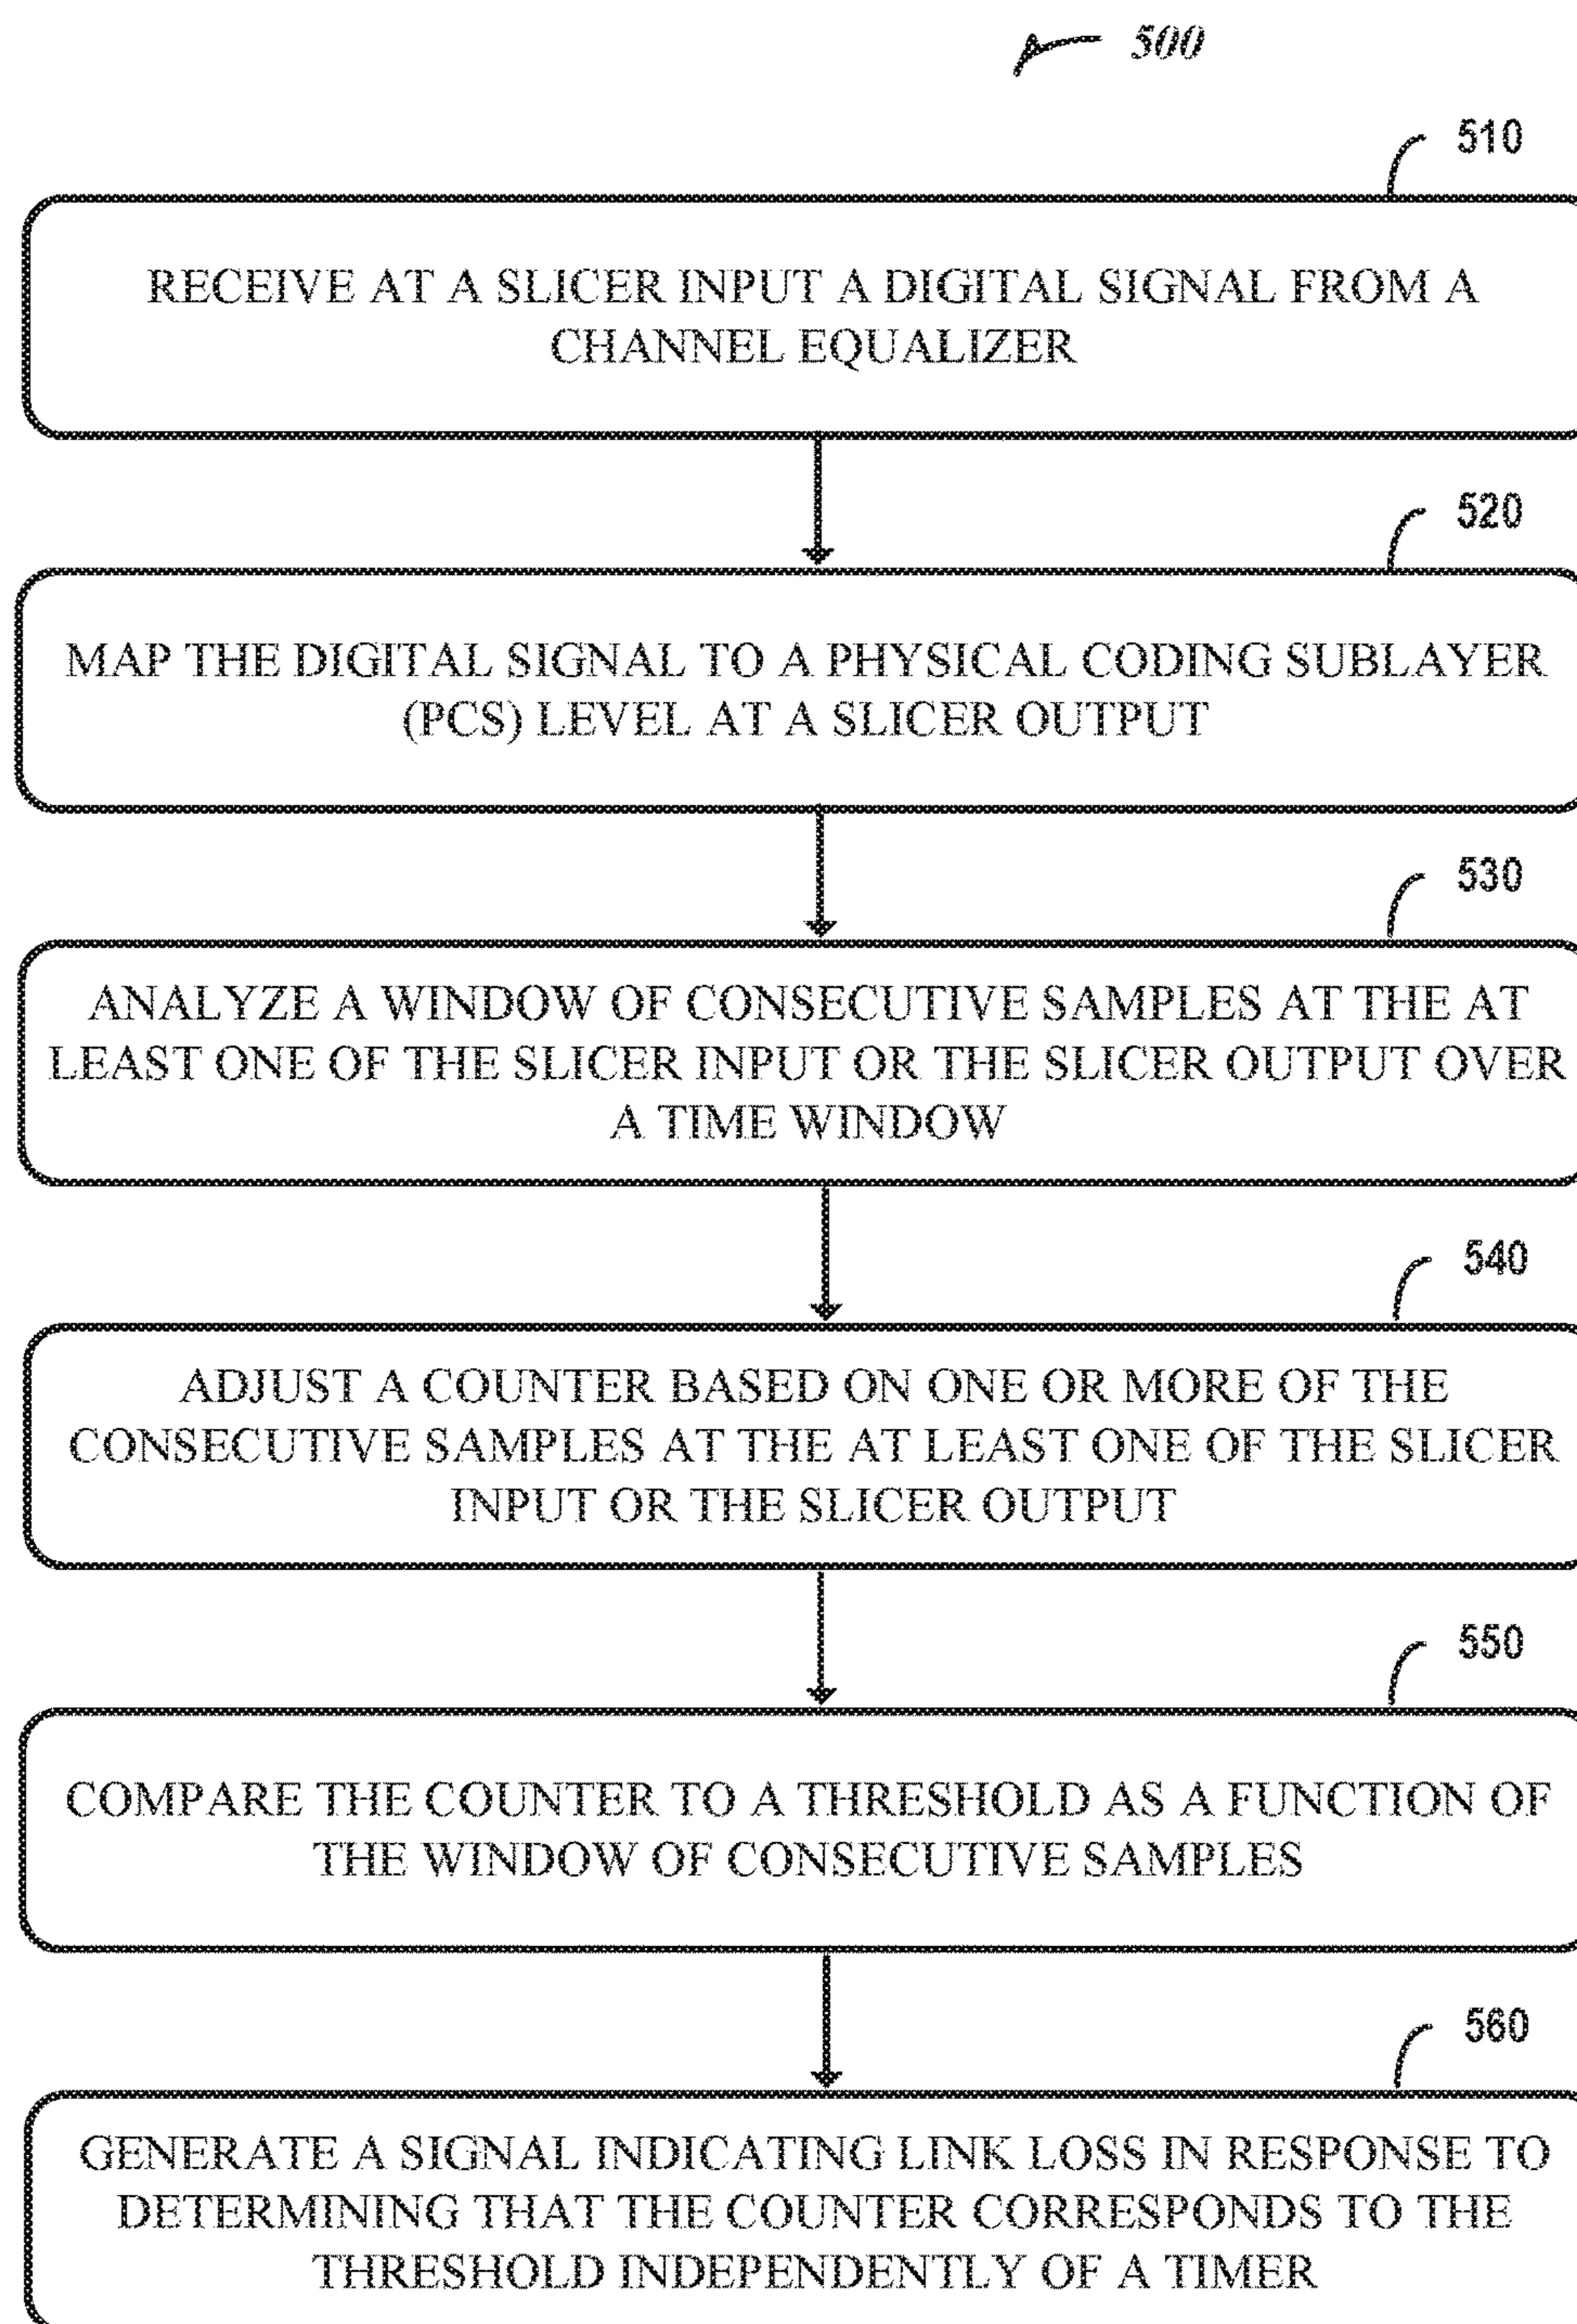 500
510
RECEIVE AT A SLICER INPUT A DIGITAL SIGNAL FROM A
CHANNEL EQUALIZER
520
MAP THE DIGITAL SIGNAL TO A PHYSICAL CODING SUBLAYER
(PCS) LEVEL AT A SLICER OUTPUT
530
ANALYZE A WINDOW OF CONSECUTIVE SAMPLES AT THE AT
LEAST ONE OF THE SLICER INPUT OR THE SLICER OUTPUT OVER
A TIME WINDOW
540
ADJUST A COUNTER BASED ON ONE OR MORE OF THE
CONSECUTIVE SAMPLES AT THE AT LEAST ONE OF THE SLICER
INPUT OR THE SLICER OUTPUT
550
COMPARE THE COUNTER TO A THRESHOLD AS A FUNCTION OF
THE WINDOW OF CONSECUTIVE SAMPLES
560
GENERATE A SIGNAL INDICATING LINK LOSS IN RESPONSE TO
DETERMINING THAT THE COUNTER CORRESPONDS TO THE
THRESHOLD INDEPENDENTLY OF A TIMER